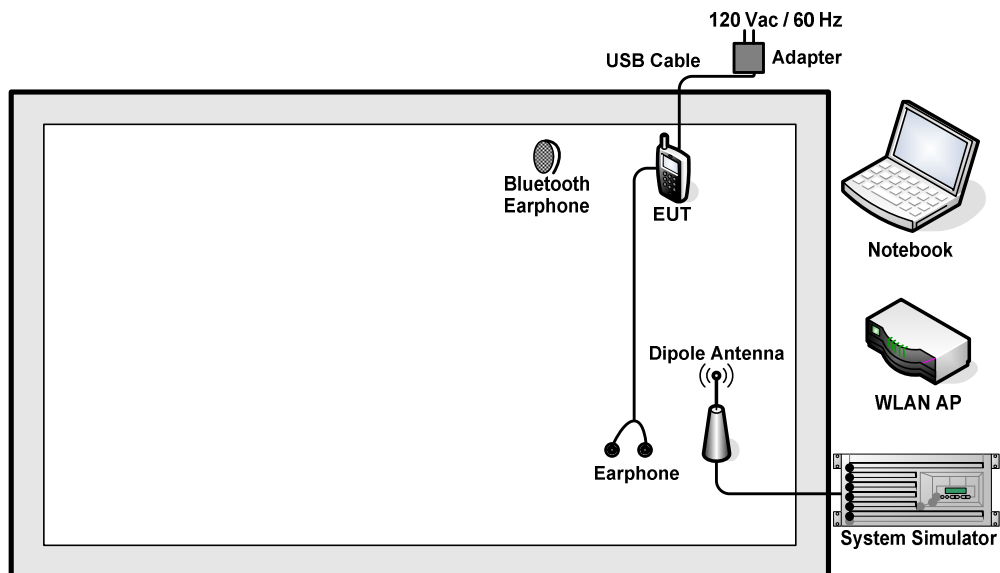 120 Vac / 60 Hz
USB Cable
Adapter
Bluetooth
Earphone
EUT
Notebook
Dipole Antenna
WLAN AP
Earphone
System Simulator